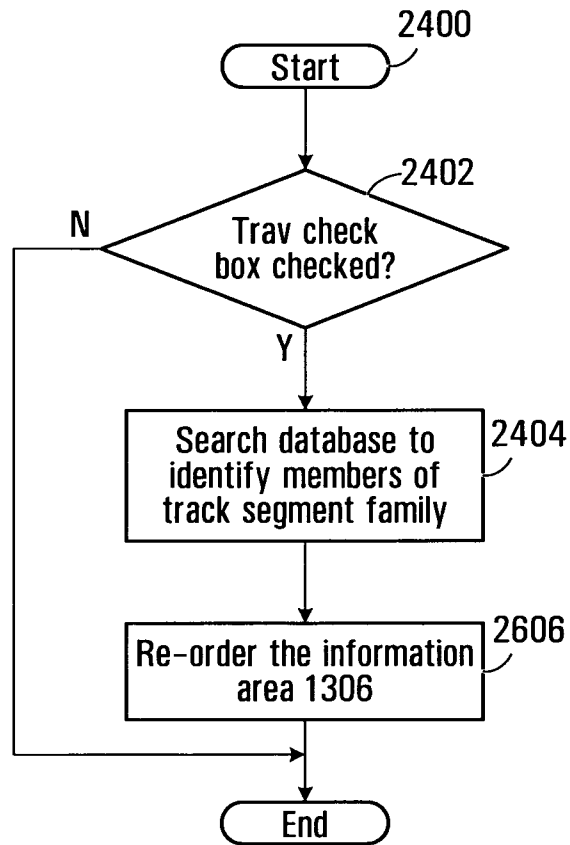 2400
Start
2402
N
Trav check
box checked?
Y
Search database to
identify members of
track segment family
2404
Re-order the information
area 1306
2606
End